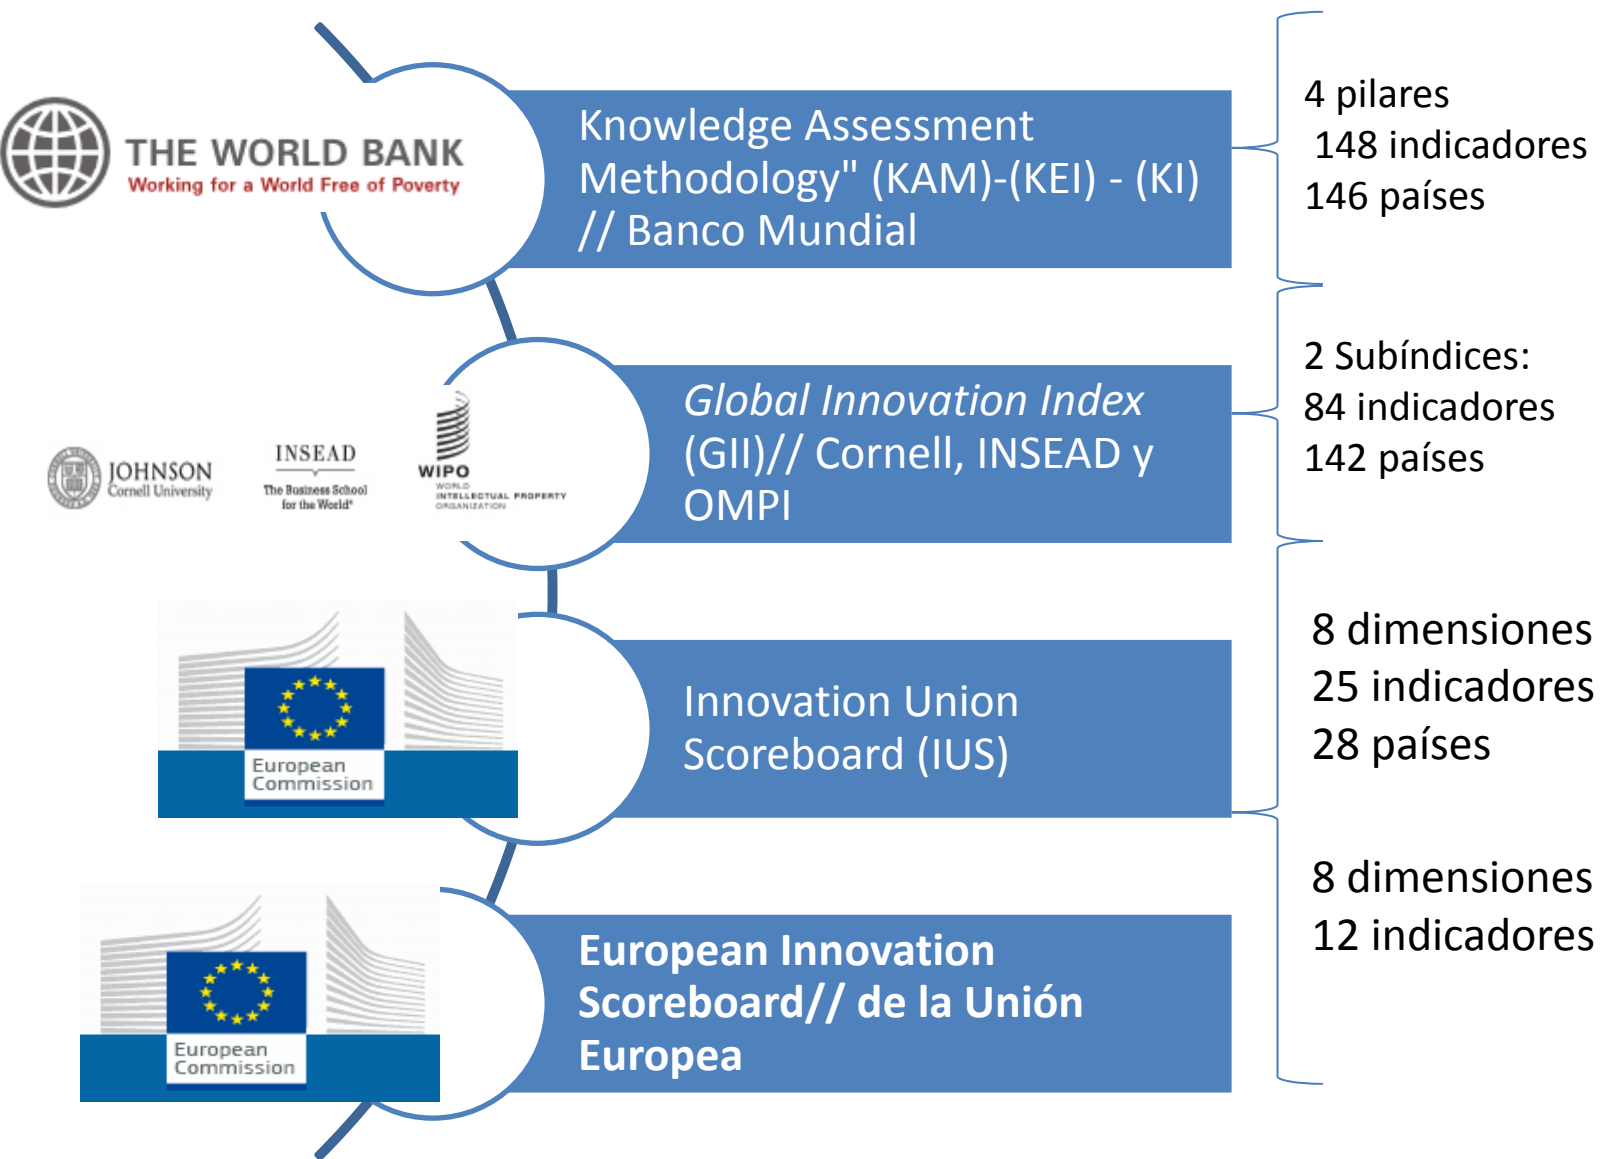 THE WORLD BANK
Working for a World Free of Poverty
Knowledge Assessment
Methodology" (KAM)-(KEI) - (KI)
// Banco Mundial
4 pilares
148 indicadores
146 países
JOHNSON
Cornell University
INSEAD
The Business School
for the World®
WIPO
WORLD
INTELLECTUAL PROPERTY
ORGANIZATION
Global Innovation Index
(GII)// Cornell, INSEAD y
OMPI
2 Subíndices:
84 indicadores
142 países
European
Commission
Innovation Union
Scoreboard (IUS)
8 dimensiones
25 indicadores
28 países
European
Commission
European Innovation
Scoreboard// de la Unión
Europea
8 dimensiones
12 indicadores